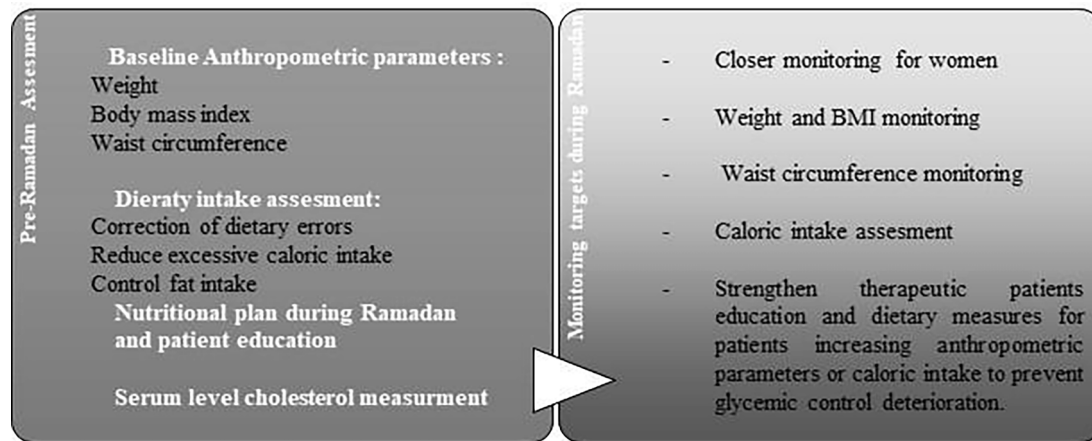 Pre-Ramadan Assesment
Baseline Anthropometric parameters :
Weight
Body mass index
Waist circumference
Dieraty intake assesment:
Correction of dietary errors
Reduce excessive caloric intake
Control fat intake
Nutritional plan during Ramadan
and patient education
Serum level cholesterol measurment
Monitoring targets during Ramadan
- Closer monitoring for women
- Weight and BMI monitoring
- Waist circumference monitoring
- Caloric intake assesment
- Strengthen therapeutic patients
education and dietary measures for
patients increasing anthropometric
parameters or caloric intake to prevent
glycemic control deterioration.